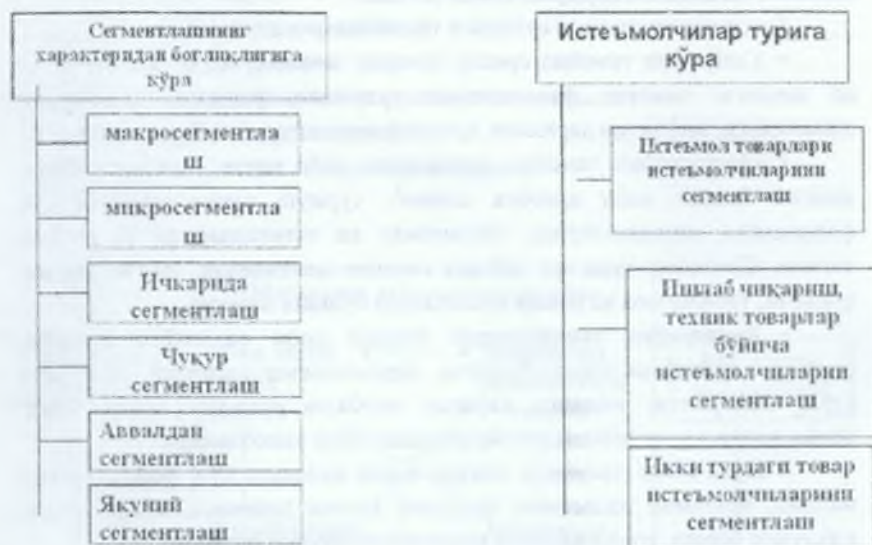 Сегментлашнинг
характеридан боғлиқлигига
кўра
макросегментла
ш
микросегментла
ш
Ичкарида
сегментлаш
Чуқур
сегментлаш
Аввалдан
сегментлаш
Якуний
сегментлаш
Истеъмолчилар турига
кўра
Истеъмол товарлари
истеъмолчиларини
сегментлаш
Ишлаб чиқариш,
техник товарлар
бўйича
истеъмолчиларни
сегментлаш
Икки турдаги товар
истеъмолчиларини
сегментлаш